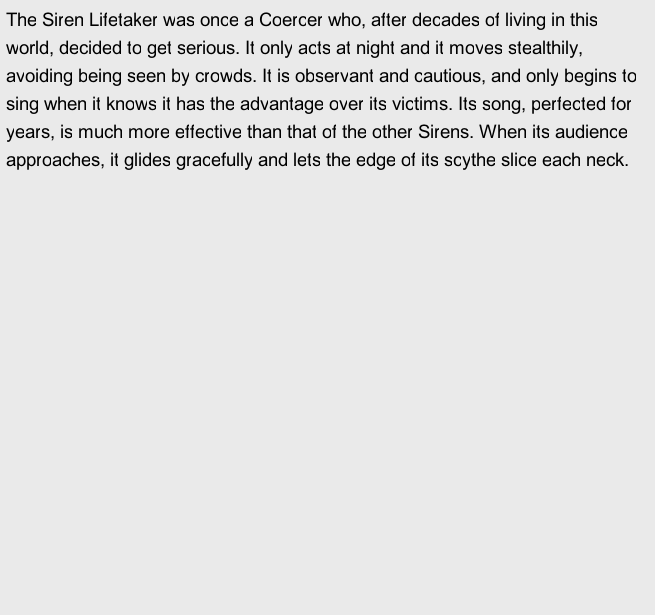 The Siren Lifetaker was once a Coercer who, after decades of living in this
world, decided to get serious. It only acts at night and it moves stealthily,
avoiding being seen by crowds. It is observant and cautious, and only begins to
sing when it knows it has the advantage over its victims. Its song, perfected for
years, is much more effective than that of the other Sirens. When its audience
approaches, it glides gracefully and lets the edge of its scythe slice each neck.